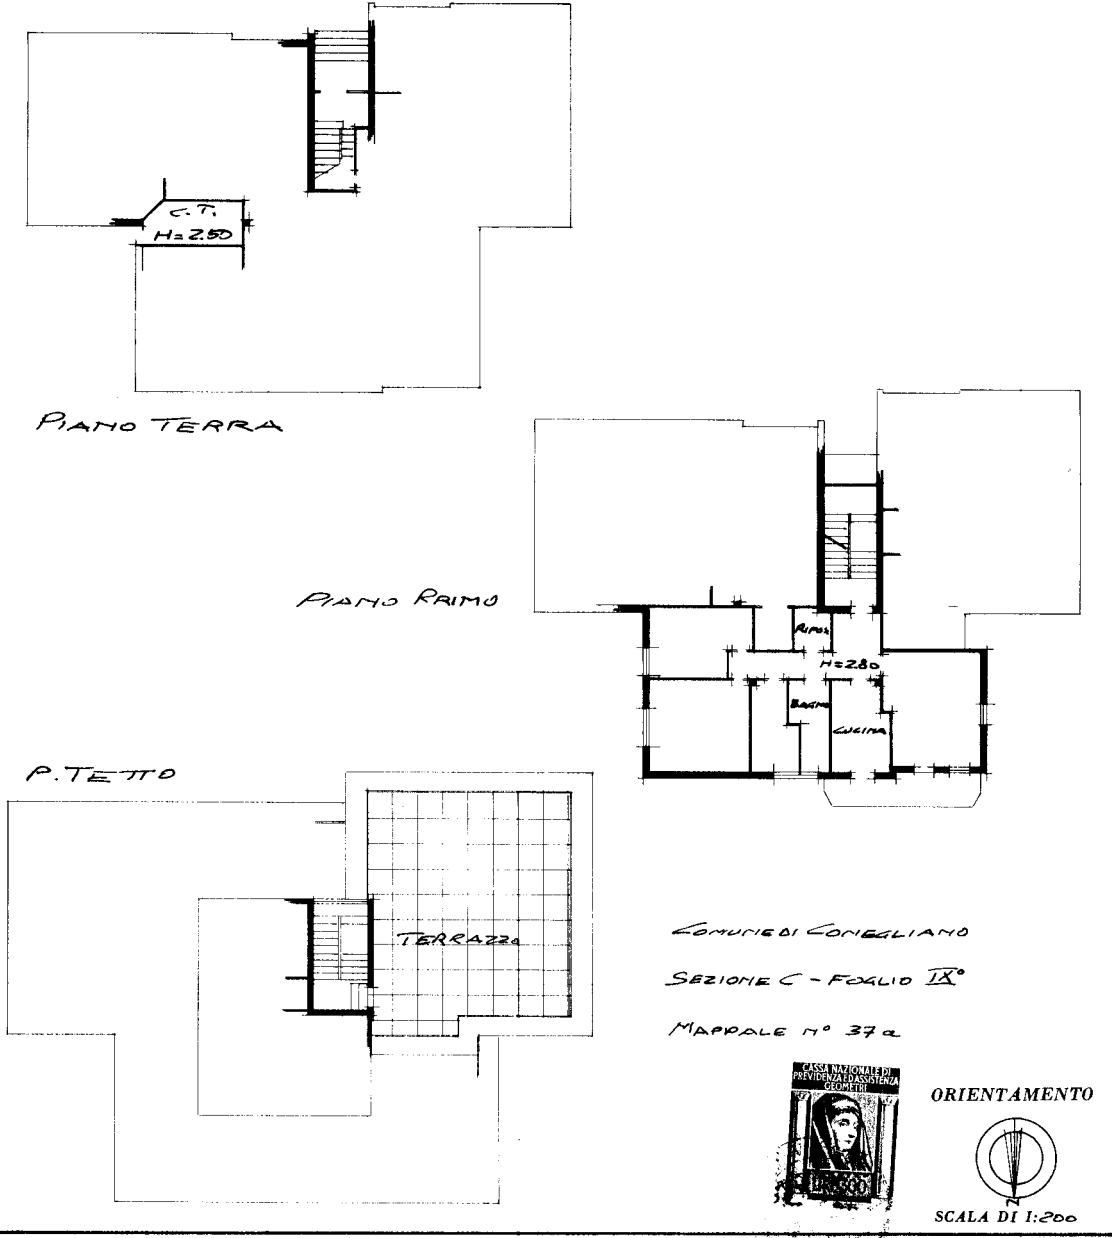 C.T.
H=2.50
PIANO TERRA
PIANO PRIMO
RIPOS
H=2.80
BAGNO
CUCINA
P. TETTO
TERRAZZO
COMUNE DI CONEGLIANO
SEZIONE C - FOGLIO IX°
MAPPALE N° 37a
CASSA NAZIONALE DI
PREVIDENZA ED ASSISTENZA
GEOMETRI
ORIENTAMENTO
N
SCALA DI 1:200